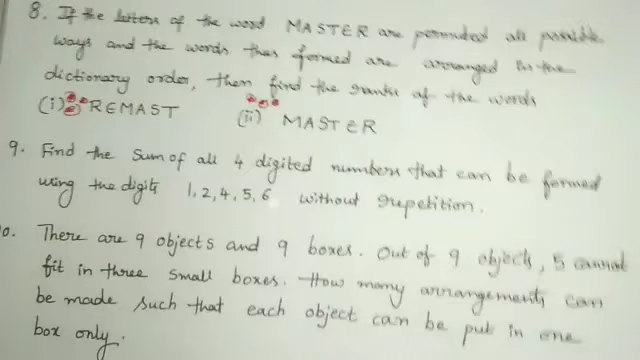 8. If the letters of the word MASTER are permuted all possible
ways and the words thus formed are arranged in the
dictionary order, then find the ranks of the words
(i) REMAST (ii) MASTER
9. Find the Sum of all 4 digited numbers that can be formed
using the digits 1, 2, 4, 5, 6 without repetition.
0. There are 9 objects and 9 boxes. Out of 9 objects, 5 cannot
fit in three small boxes. How many arrangements can
be made such that each object can be put in one
box only.